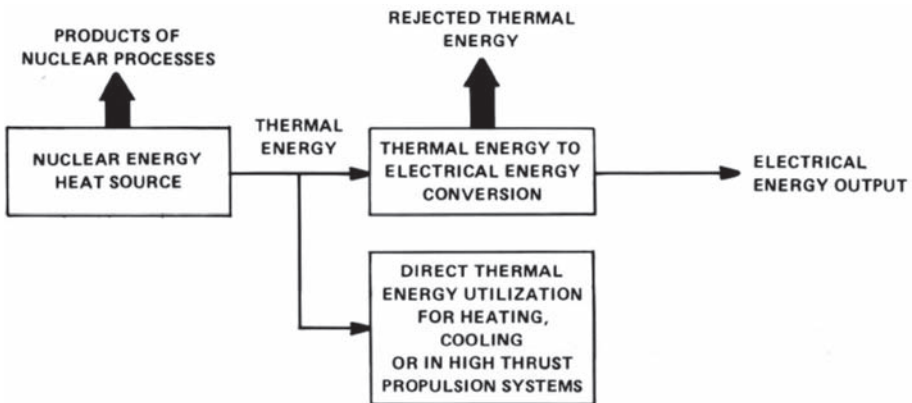 PRODUCTS OF
NUCLEAR PROCESSES
REJECTED THERMAL
ENERGY
NUCLEAR ENERGY
HEAT SOURCE
THERMAL
ENERGY
THERMAL ENERGY TO
ELECTRICAL ENERGY
CONVERSION
ELECTRICAL
ENERGY OUTPUT
DIRECT THERMAL
ENERGY UTILIZATION
FOR HEATING,
COOLING
OR IN HIGH THRUST
PROPULSION SYSTEMS